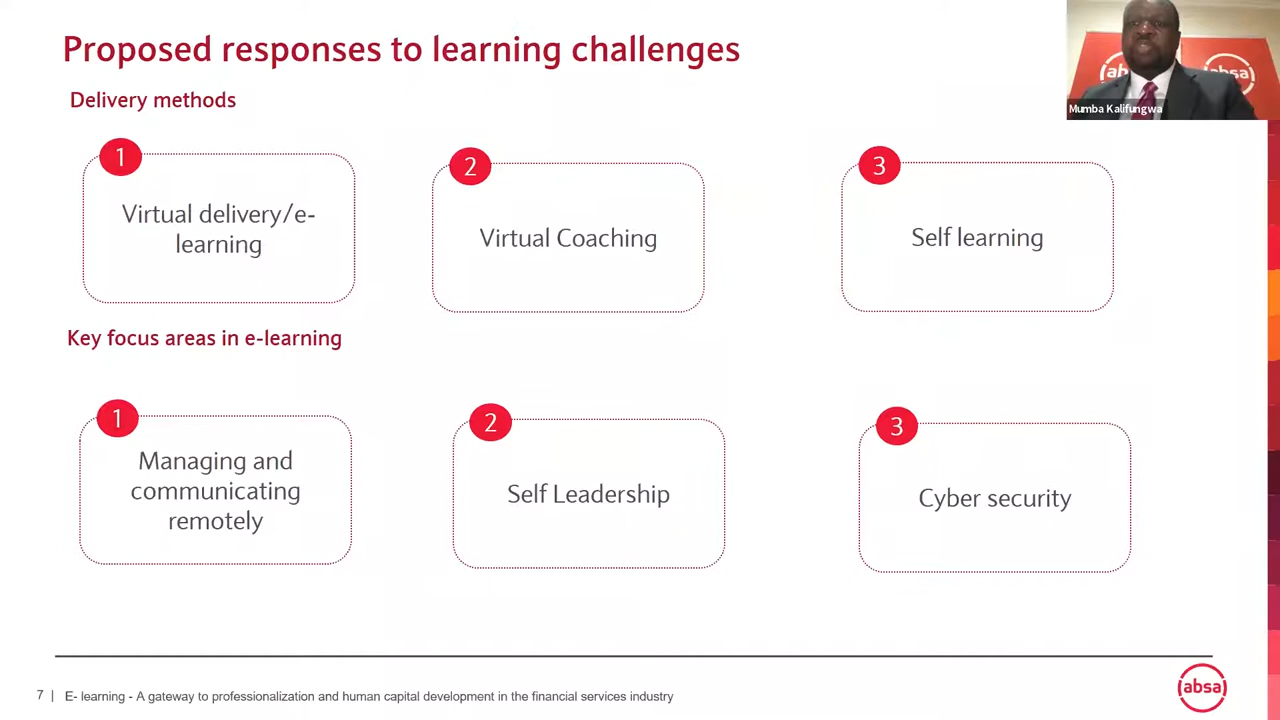 Proposed responses to learning challenges
Delivery methods
1
Virtual delivery/e-
learning
2
Virtual Coaching
3
Self learning
Key focus areas in e-learning
1
Managing and
communicating
remotely
2
Self Leadership
3
Cyber security
7 |
E- learning - A gateway to professionalization and human capital development in the financial services industry
absa
Mumba Kalifungwa
absa